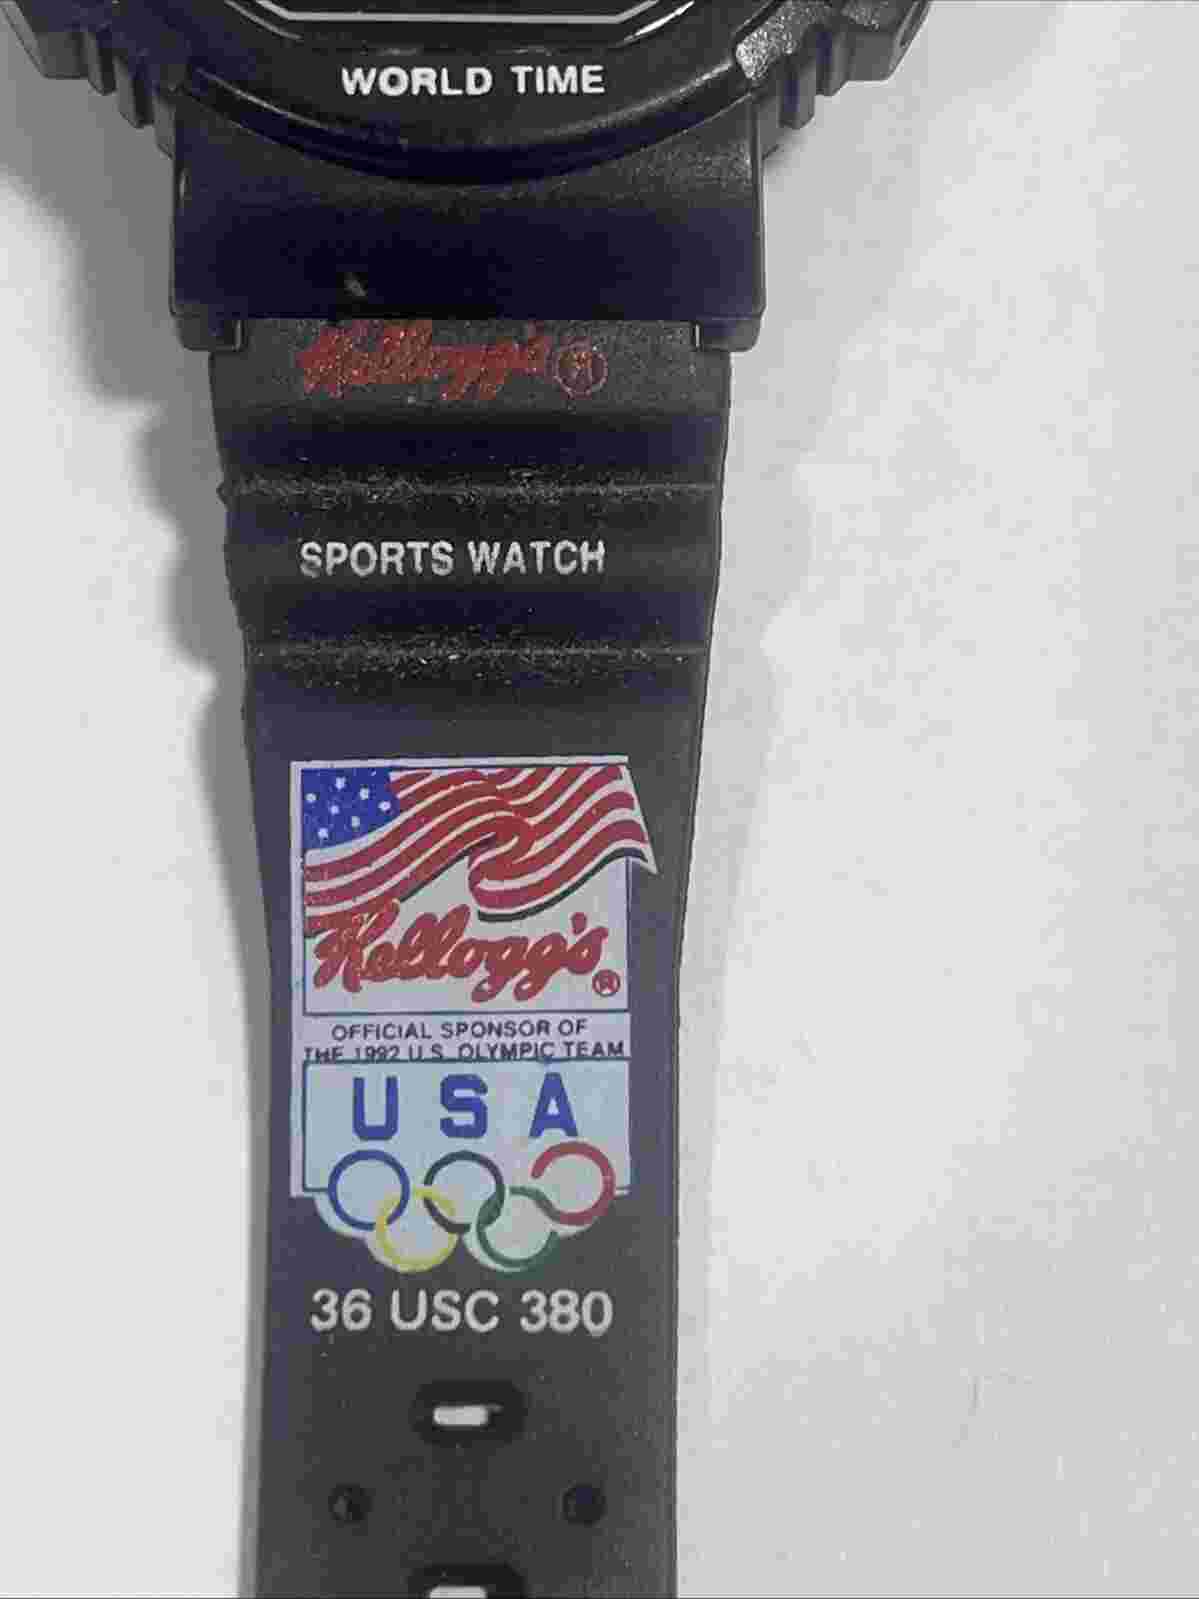 WORLD TIME
Kellogg's®
SPORTS WATCH
Kellogg's®
OFFICIAL SPONSOR OF
THE 1992 U.S. OLYMPIC TEAM
USA
36 USC 380